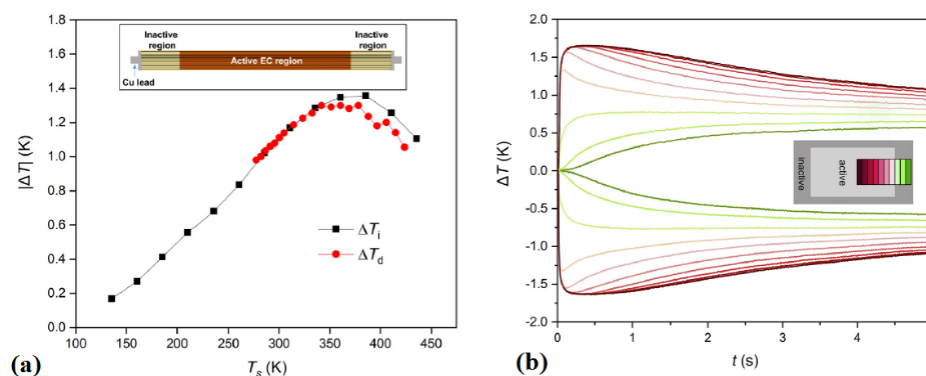 1.8
1.6
1.4
1.2
1.0
0.8
0.6
0.4
0.2
0.0
|ΔT| (K)
Inactive region
Inactive region
Active EC region
Cu lead
ΔTi
ΔTd
100 150 200 250 300 350 400 450
Ts (K)
(a)
2.0
1.5
1.0
0.5
0.0
-0.5
-1.0
-1.5
-2.0
ΔT (K)
inactive
active
0 1 2 3 4
t (s)
(b)